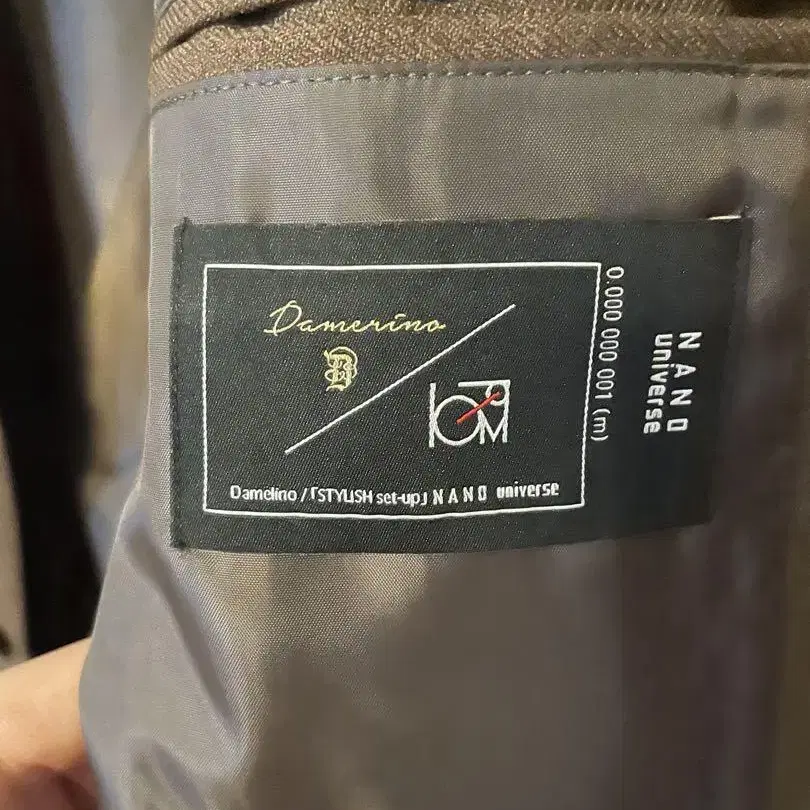 Damerino
Damelino /「STYLISH set-up」NANO universe
0.000 000 001 (m)
NANO
universe